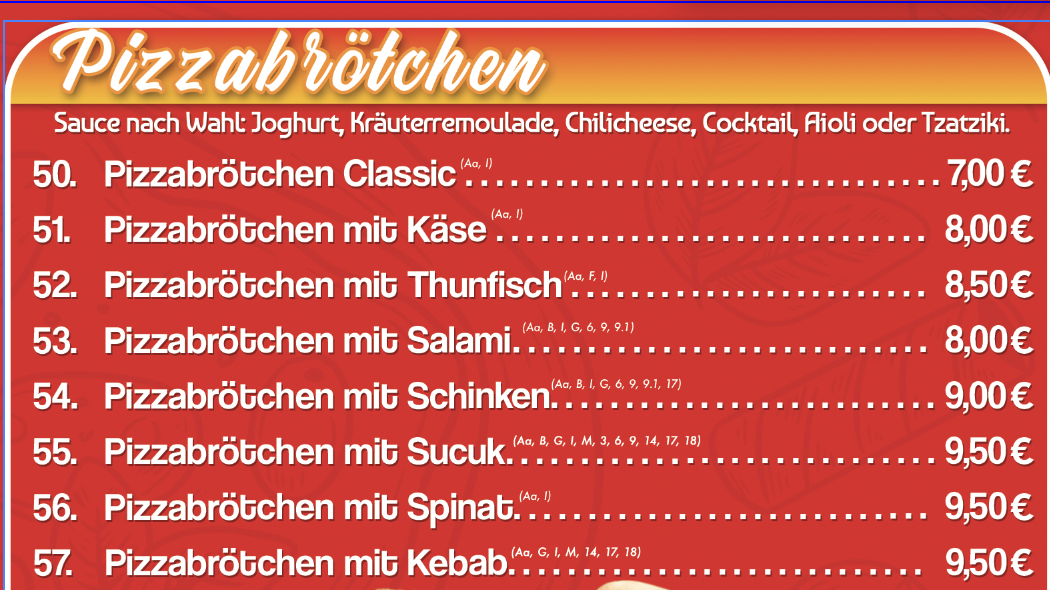 Pizzabrötchen
Sauce nach Wahl: Joghurt, Kräuterremoulade, Chilicheese, Cocktail, Aioli oder Tzatziki.
50. Pizzabrötchen Classic (Aa, I) 7,00 €
51. Pizzabrötchen mit Käse (Aa, I) 8,00 €
52. Pizzabrötchen mit Thunfisch (Aa, F, I) 8,50 €
53. Pizzabrötchen mit Salami (Aa, B, I, G, 6, 9, 9.1) 8,00 €
54. Pizzabrötchen mit Schinken (Aa, B, I, G, 6, 9, 9.1, 17) 9,00 €
55. Pizzabrötchen mit Sucuk (Aa, B, G, I, M, 3, 6, 9, 14, 17, 18) 9,50 €
56. Pizzabrötchen mit Spinat (Aa, I) 9,50 €
57. Pizzabrötchen mit Kebab (Aa, G, I, M, 14, 17, 18) 9,50 €